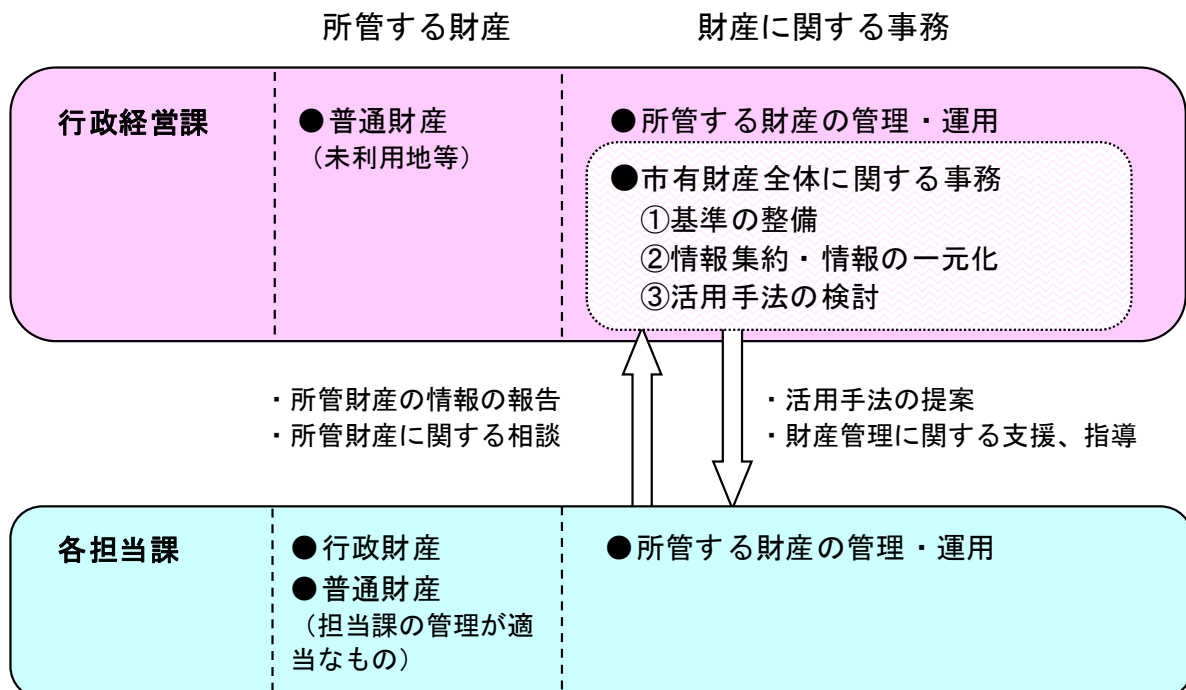 所管する財産
財産に関する事務
行政経営課
●普通財産
（未利用地等）
●所管する財産の管理・運用
●市有財産全体に関する事務
①基準の整備
②情報集約・情報の一元化
③活用手法の検討
・所管財産の情報の報告
・所管財産に関する相談
・活用手法の提案
・財産管理に関する支援、指導
各担当課
●行政財産
●普通財産
（担当課の管理が適
当なもの）
●所管する財産の管理・運用